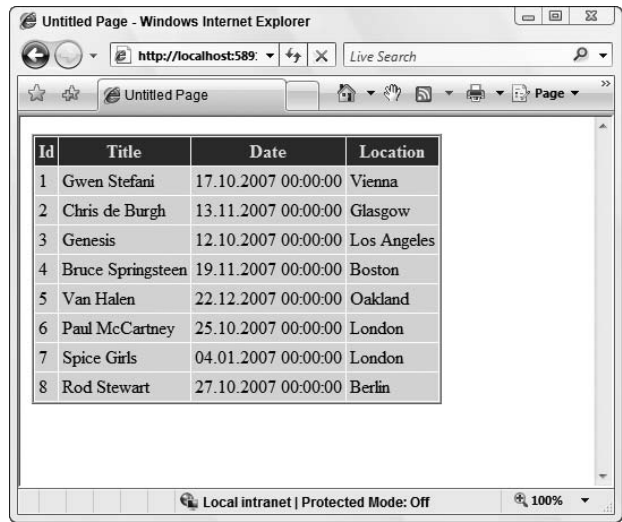 Untitled Page - Windows Internet Explorer
http://localhost:589: Live Search
Untitled Page Page >>
Id Title Date Location
1 Gwen Stefani 17.10.2007 00:00:00 Vienna
2 Chris de Burgh 13.11.2007 00:00:00 Glasgow
3 Genesis 12.10.2007 00:00:00 Los Angeles
4 Bruce Springsteen 19.11.2007 00:00:00 Boston
5 Van Halen 22.12.2007 00:00:00 Oakland
6 Paul McCartney 25.10.2007 00:00:00 London
7 Spice Girls 04.01.2007 00:00:00 London
8 Rod Stewart 27.10.2007 00:00:00 Berlin
Local intranet | Protected Mode: Off 100%